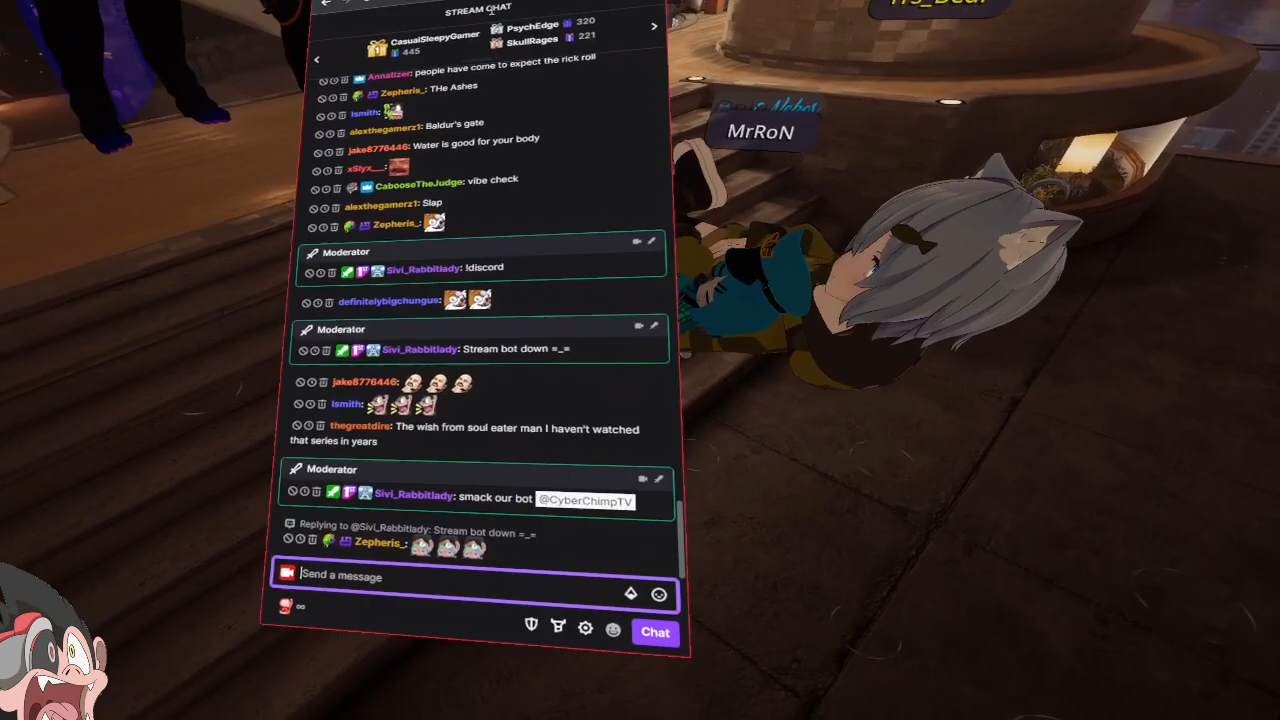 STREAM CHAT
CasualSleepyGamer
445
PsychEdge 320
SkullRages 221
1
Annatizer: people have come to expect the rick roll
Zepheris_: THe Ashes
lsmith:
alexthegamerz1: Baldur's gate
jake8776446: Water is good for your body
xSlyx__:
CabooseTheJudge: vibe check
alexthegamerz1: Slap
Zepheris_:
Moderator
Sivi_Rabbitlady: !discord
definitelybigchungus:
Moderator
Sivi_Rabbitlady: Stream bot down =_=
jake8776446:
lsmith:
thegreatdire: The wish from soul eater man I haven't watched
that series in years
Moderator
Sivi_Rabbitlady: smack our bot @CyberChimpTV
Replying to @Sivi_Rabbitlady: Stream bot down =_=
Zepheris_:
Send a message
∞
Chat
MrRoN